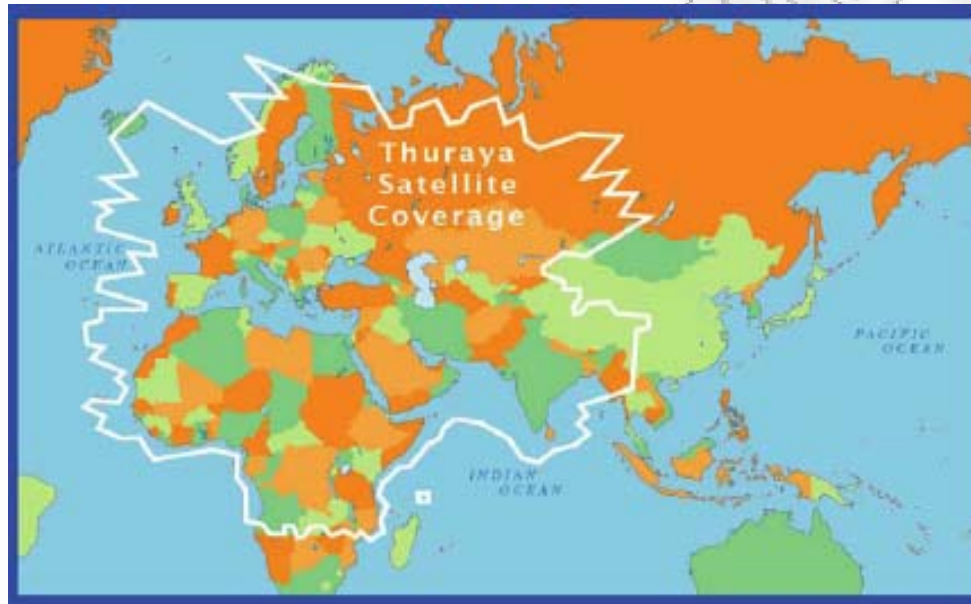 Thuraya
Satellite
Coverage
ATLANTIC
OCEAN
PACIFIC
OCEAN
INDIAN
OCEAN